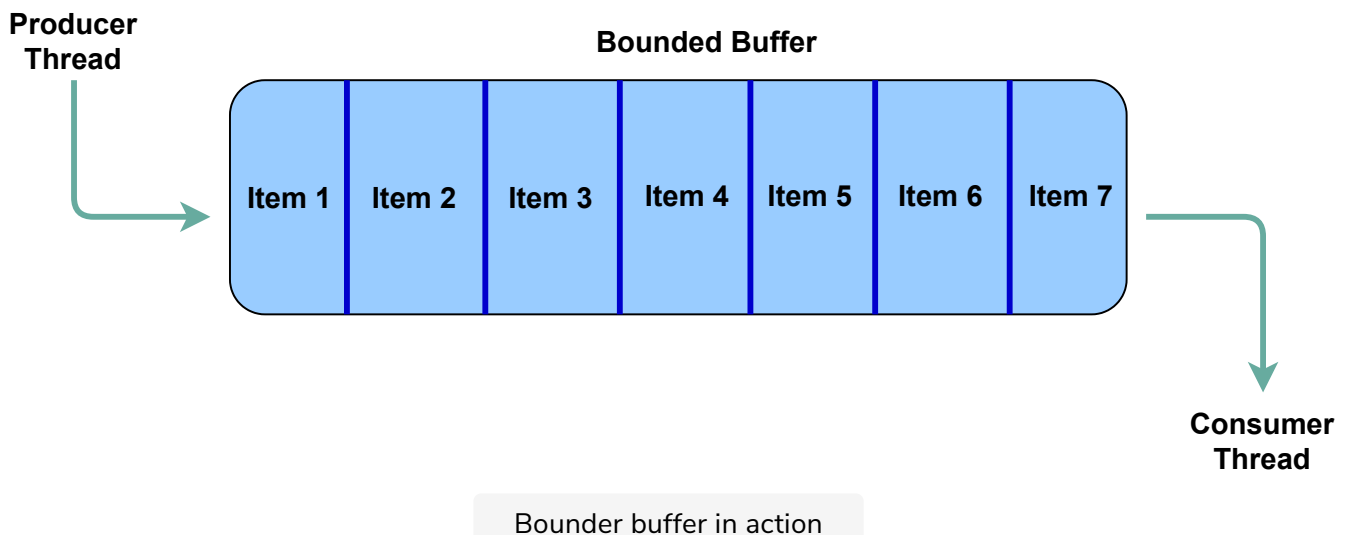 Producer
Thread
Bounded Buffer
Item 1 Item 2 Item 3 Item 4 Item 5 Item 6 Item 7
Consumer
Thread
Bounder buffer in action